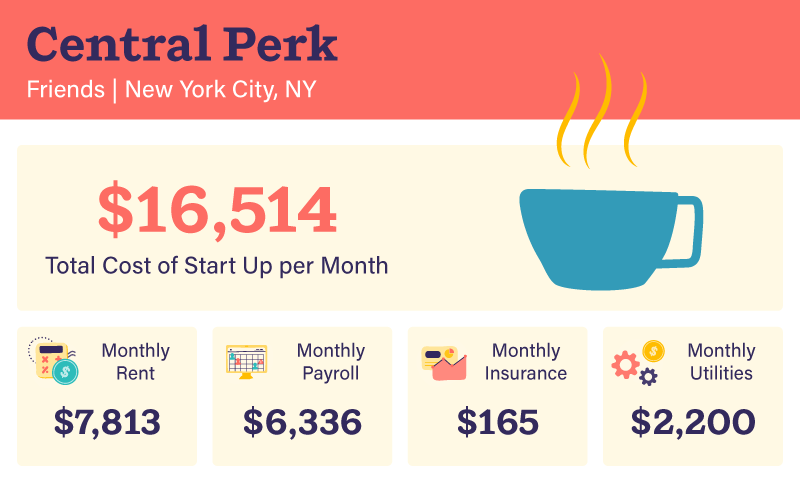 Central Perk
Friends | New York City, NY
$16,514
Total Cost of Start Up per Month
Monthly
Rent
$7,813
Monthly
Payroll
$6,336
Monthly
Insurance
$165
Monthly
Utilities
$2,200